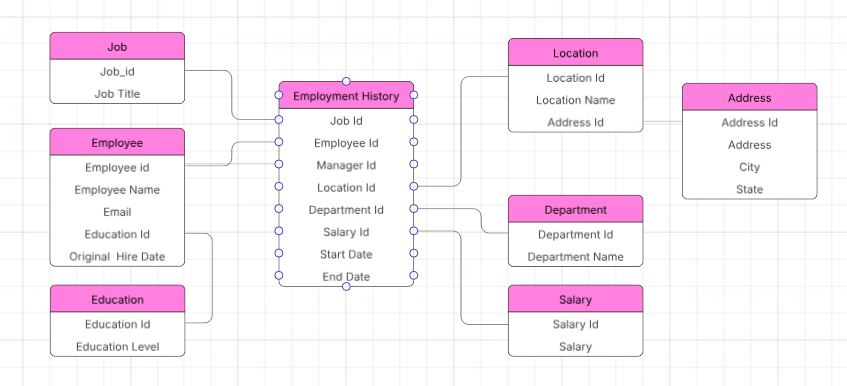 Job
Job_id
Job Title
Employee
Employee id
Employee Name
Email
Education Id
Original Hire Date
Education
Education Id
Education Level
Employment History
Job Id
Employee Id
Manager Id
Location Id
Department Id
Salary Id
Start Date
End Date
Location
Location Id
Location Name
Address Id
Department
Department Id
Department Name
Salary
Salary Id
Salary
Address
Address Id
Address
City
State